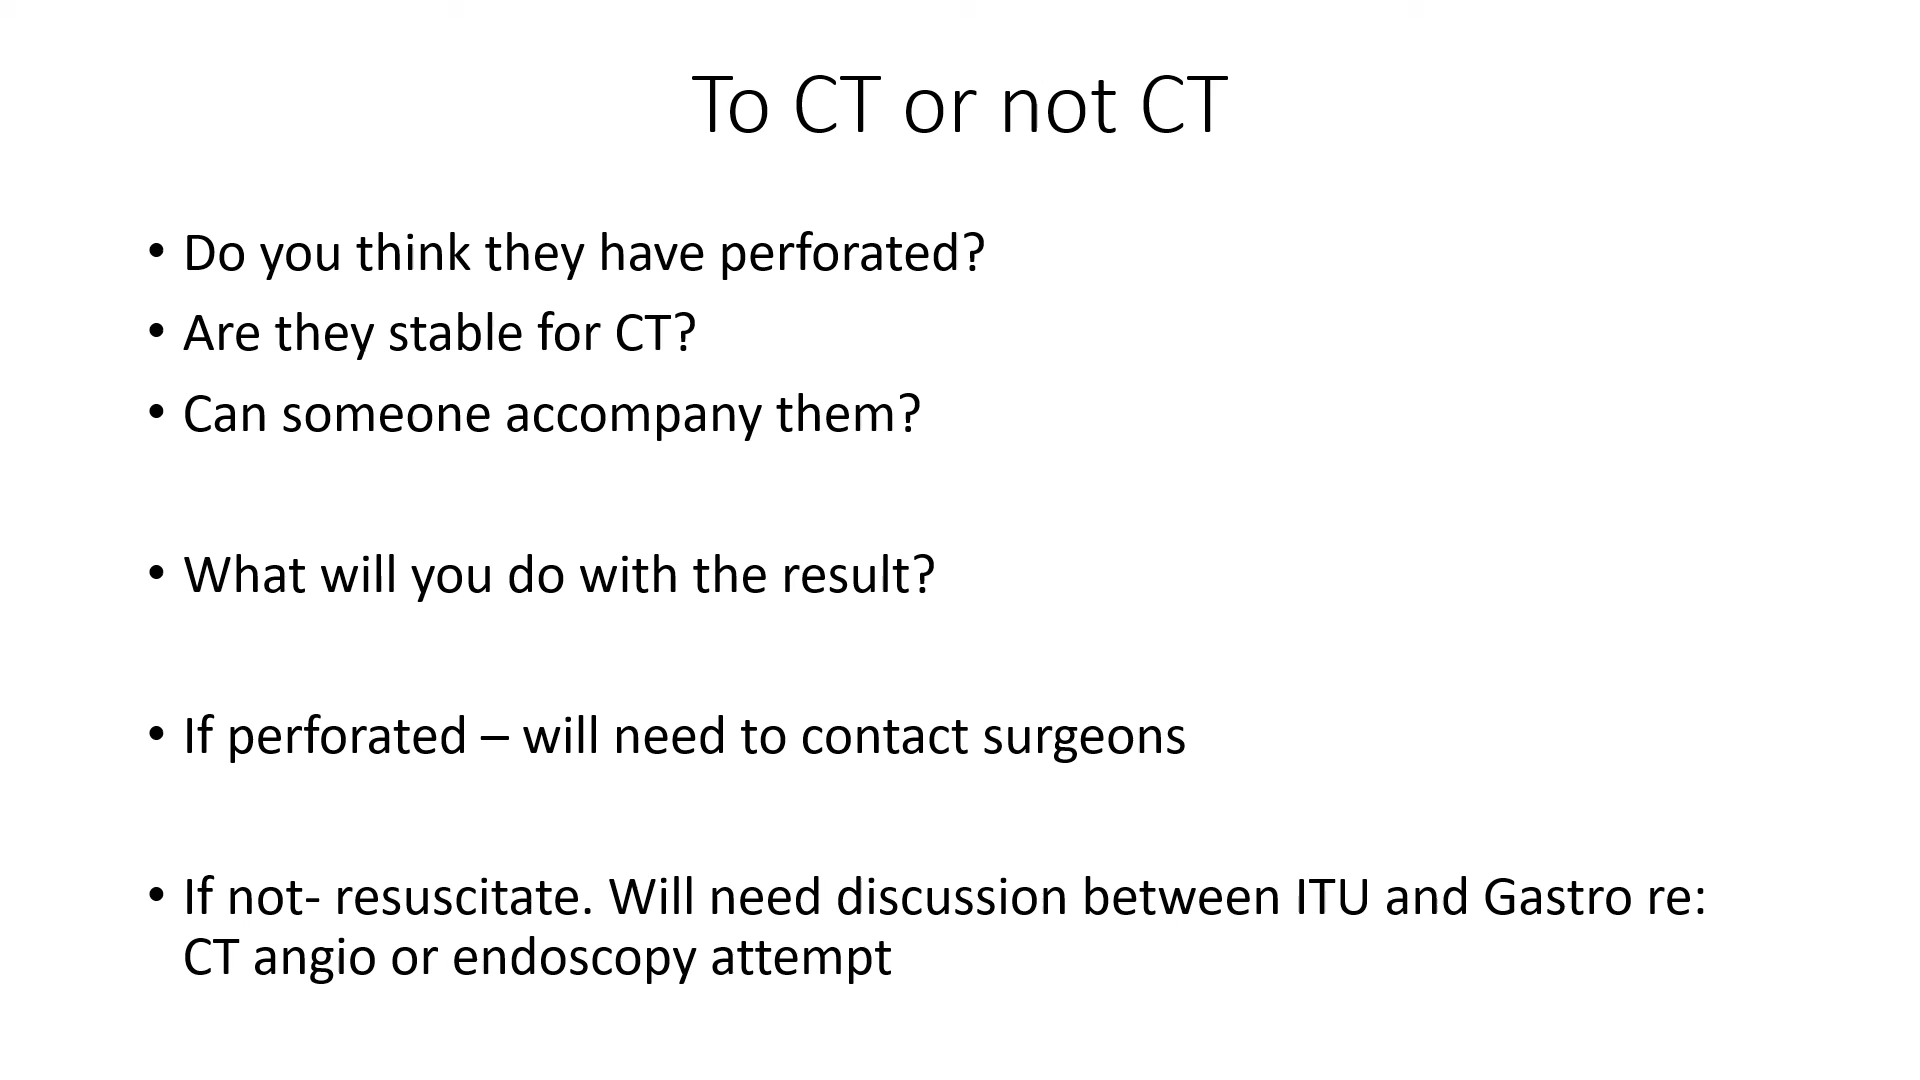 To CT or not CT
• Do you think they have perforated?
• Are they stable for CT?
• Can someone accompany them?
• What will you do with the result?
• If perforated – will need to contact surgeons
• If not- resuscitate. Will need discussion between ITU and Gastro re:
CT angio or endoscopy attempt